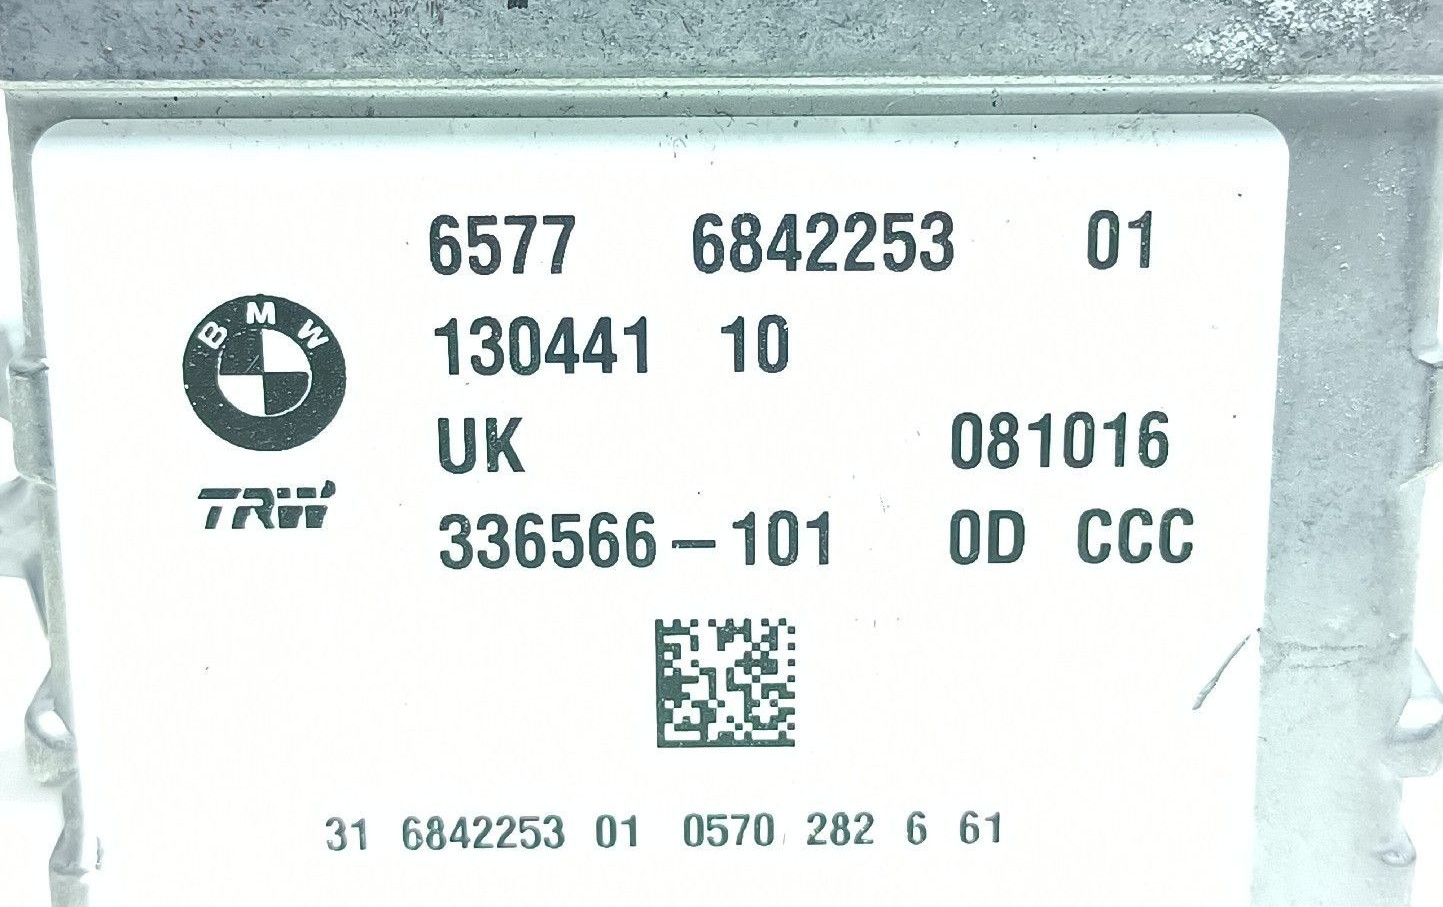 6577 6842253 01
130441 10
BMW
UK 081016
TRW
336566-101 0D CCC
31 6842253 01 0570 282 6 61